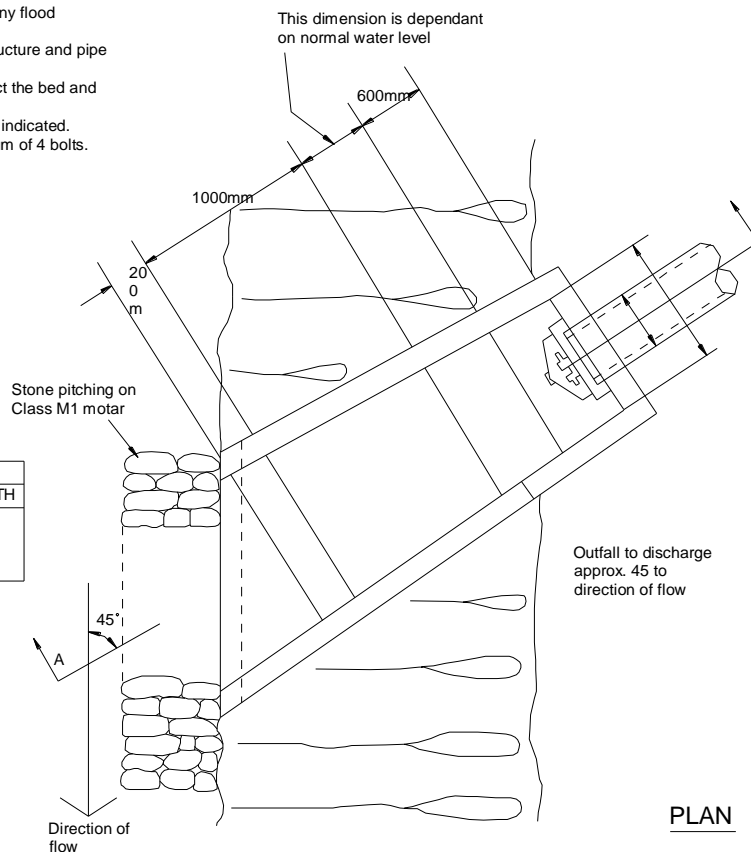 ny flood
ucture and pipe
ct the bed and
indicated.
m of 4 bolts.
This dimension is dependant
on normal water level
600mm
1000mm
20
0
m
Stone pitching on
Class M1 motar
TH
Outfall to discharge
approx. 45 to
direction of flow
45°
A
Direction of
flow
PLAN